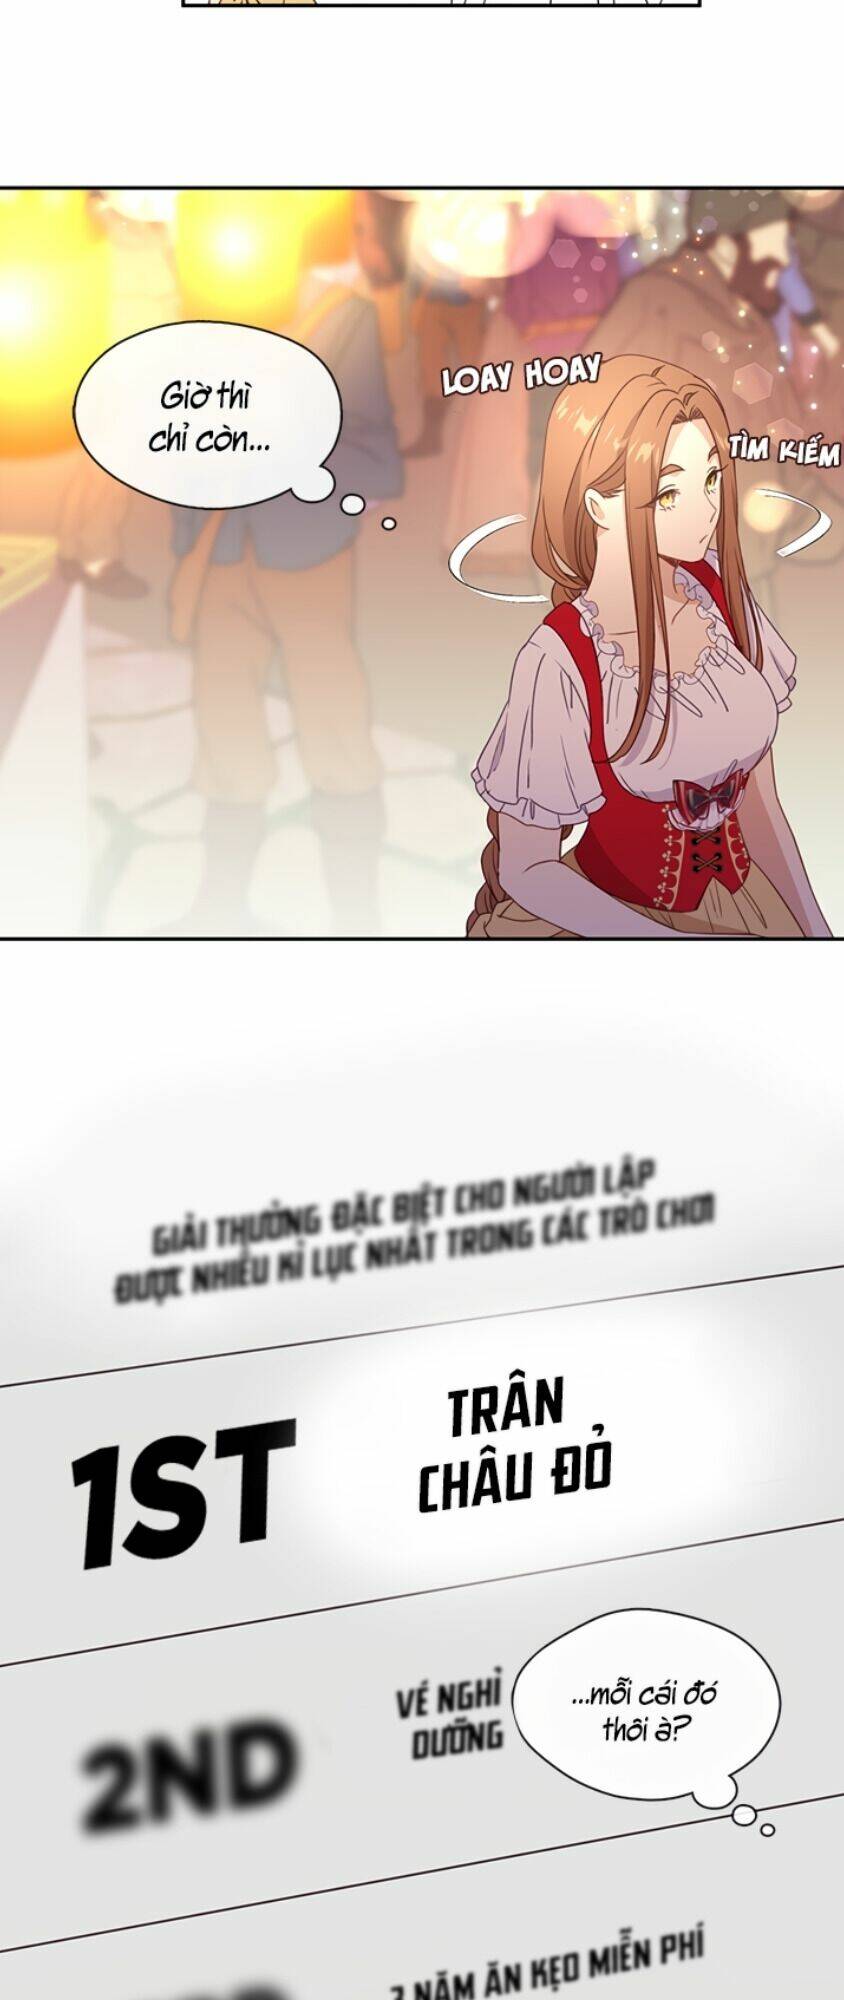 Giờ thì
chỉ còn...
LOAY HOAY
TÌM KIẾM
GIẢI THƯỞNG ĐẶC BIỆT CHO NGƯỜI LẬP
ĐƯỢC NHIỀU KỈ LỤC NHẤT TRONG CÁC TRÒ CHƠI
1ST
TRÂN
CHÂU ĐỎ
2ND
VÉ NGHỈ
DƯỠNG
...mỗi cái đó
thôi à?
NĂM ĂN KẸO MIỄN PHÍ